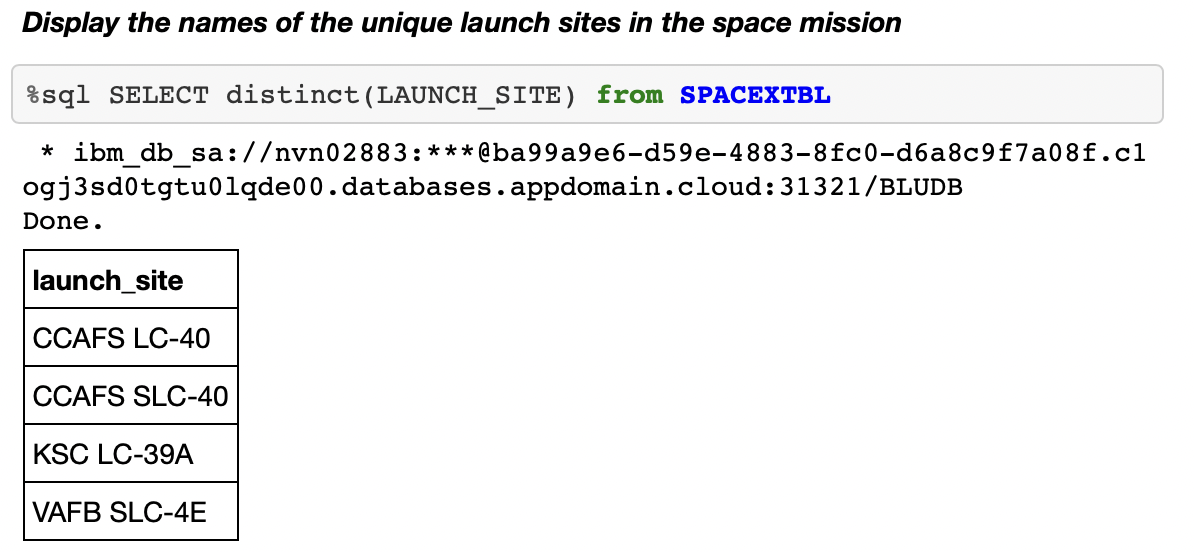 Display the names of the unique launch sites in the space mission
%sql SELECT distinct(LAUNCH_SITE) from SPACEXTBL
* ibm_db_sa://nvn02883:***@ba99a9e6-d59e-4883-8fc0-d6a8c9f7a08f.c1
ogj3sd0tgtu0lqde00.databases.appdomain.cloud:31321/BLUDB
Done.
launch_site
CCAFS LC-40
CCAFS SLC-40
KSC LC-39A
VAFB SLC-4E